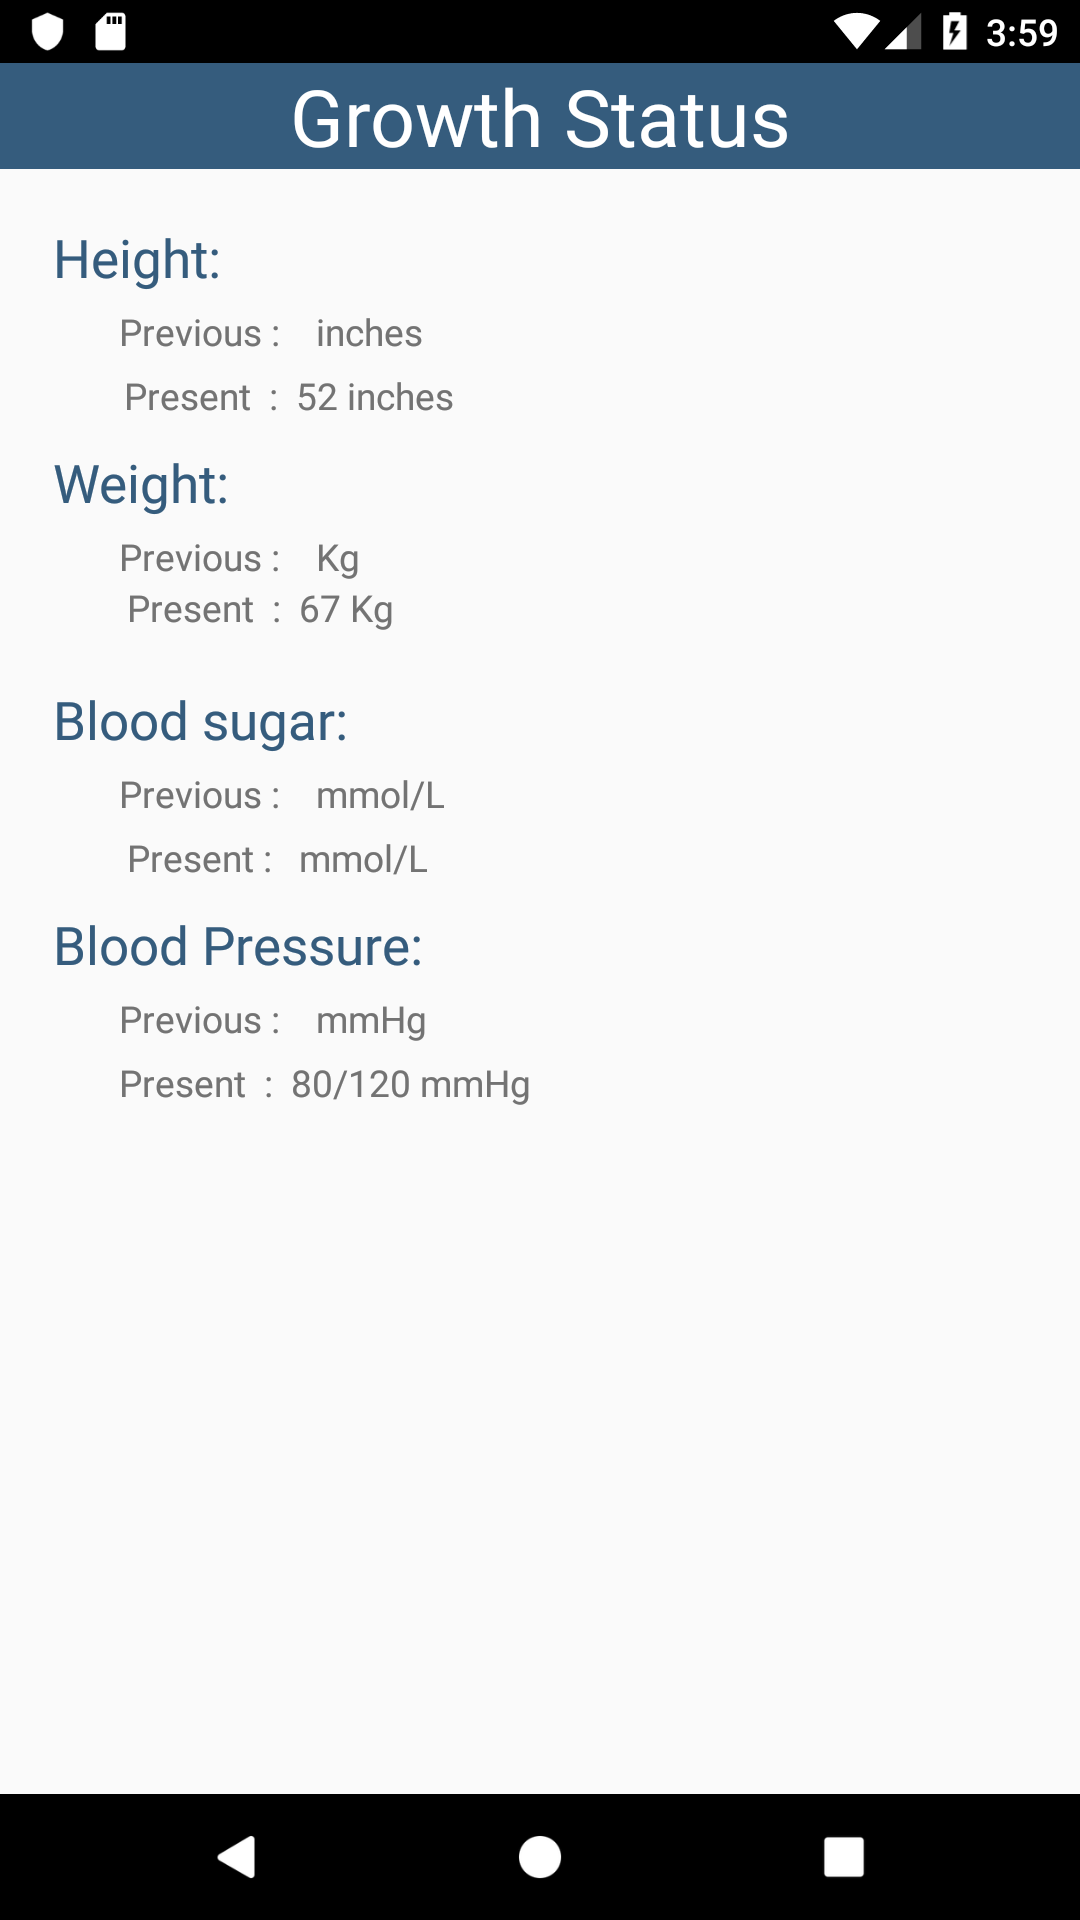 3:59
Growth Status
Height:
Previous :    inches
Present  :  52 inches
Weight:
Previous :    Kg
Present  :  67 Kg
Blood sugar:
Previous :    mmol/L
Present :   mmol/L
Blood Pressure:
Previous :    mmHg
Present  :  80/120 mmHg